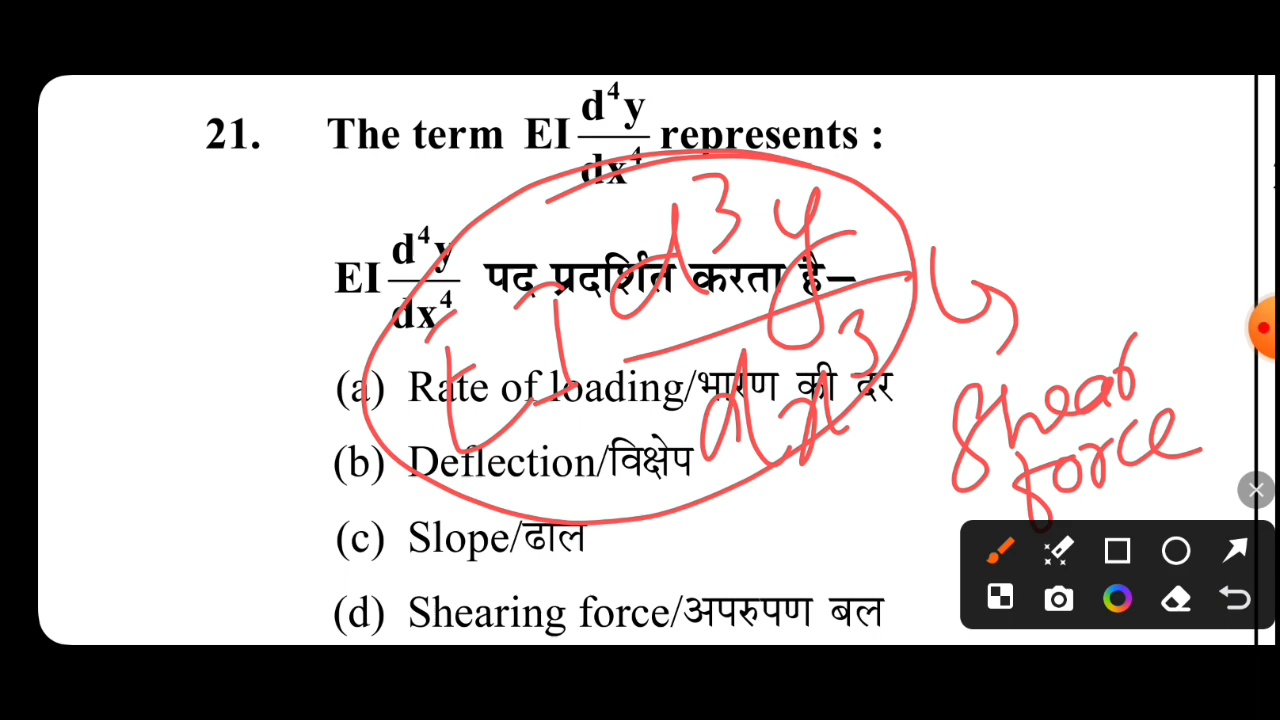 21. The term EI d⁴y/dx⁴ represents :
EI d⁴y/dx⁴ पद प्रदर्शित करता है–
(a) Rate of loading/भारण की दर
(b) Deflection/विक्षेप
(c) Slope/ढाल
(d) Shearing force/अपरुपण बल
EI d³y/dx³
Shear
force